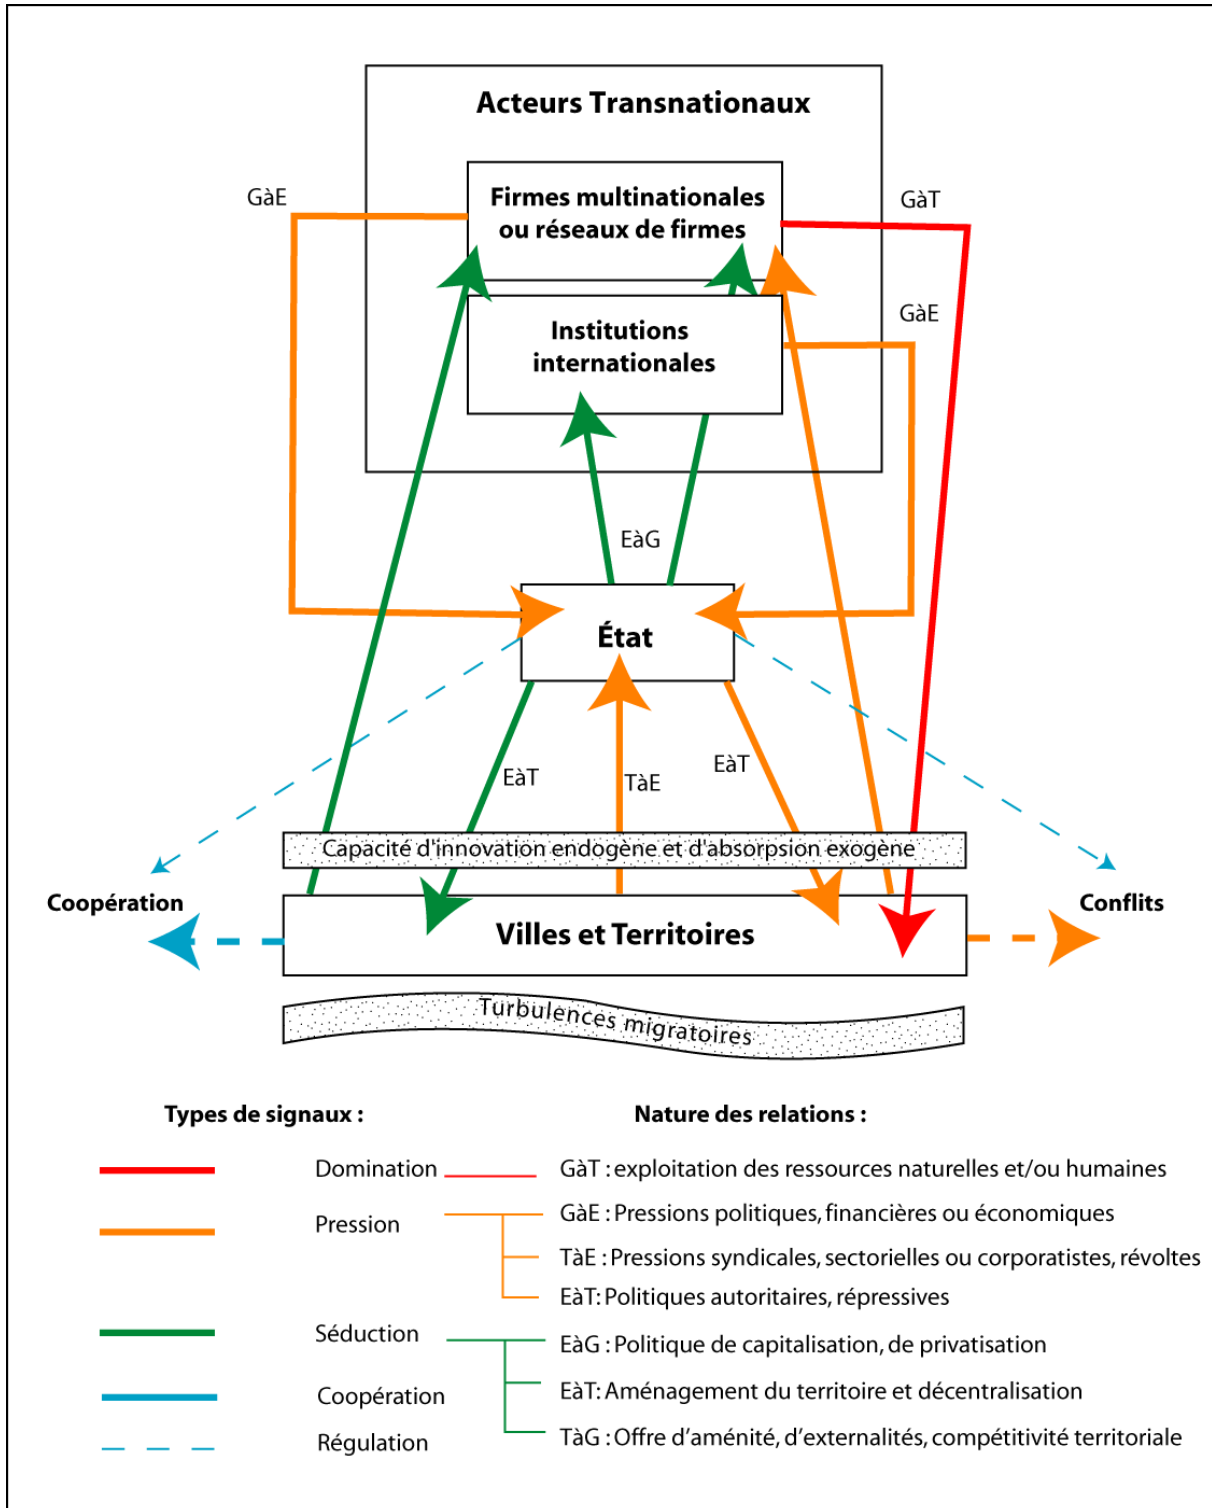 Acteurs Transnationaux
GàE
Firmes multinationales
ou réseaux de firmes
GàT
GàE
Institutions
internationales
EàG
État
EàT
TàE
EàT
Capacité d'innovation endogène et d'absorpsion exogène
Coopération
Villes et Territoires
Conflits
Turbulences migratoires
Types de signaux :
Nature des relations :
Domination
GàT : exploitation des ressources naturelles et/ou humaines
Pression
GàE : Pressions politiques, financières ou économiques
TàE : Pressions syndicales, sectorielles ou corporatistes, révoltes
EàT: Politiques autoritaires, répressives
Séduction
EàG : Politique de capitalisation, de privatisation
EàT: Aménagement du territoire et décentralisation
Coopération
TàG : Offre d'aménité, d'externalités, compétitivité territoriale
Régulation